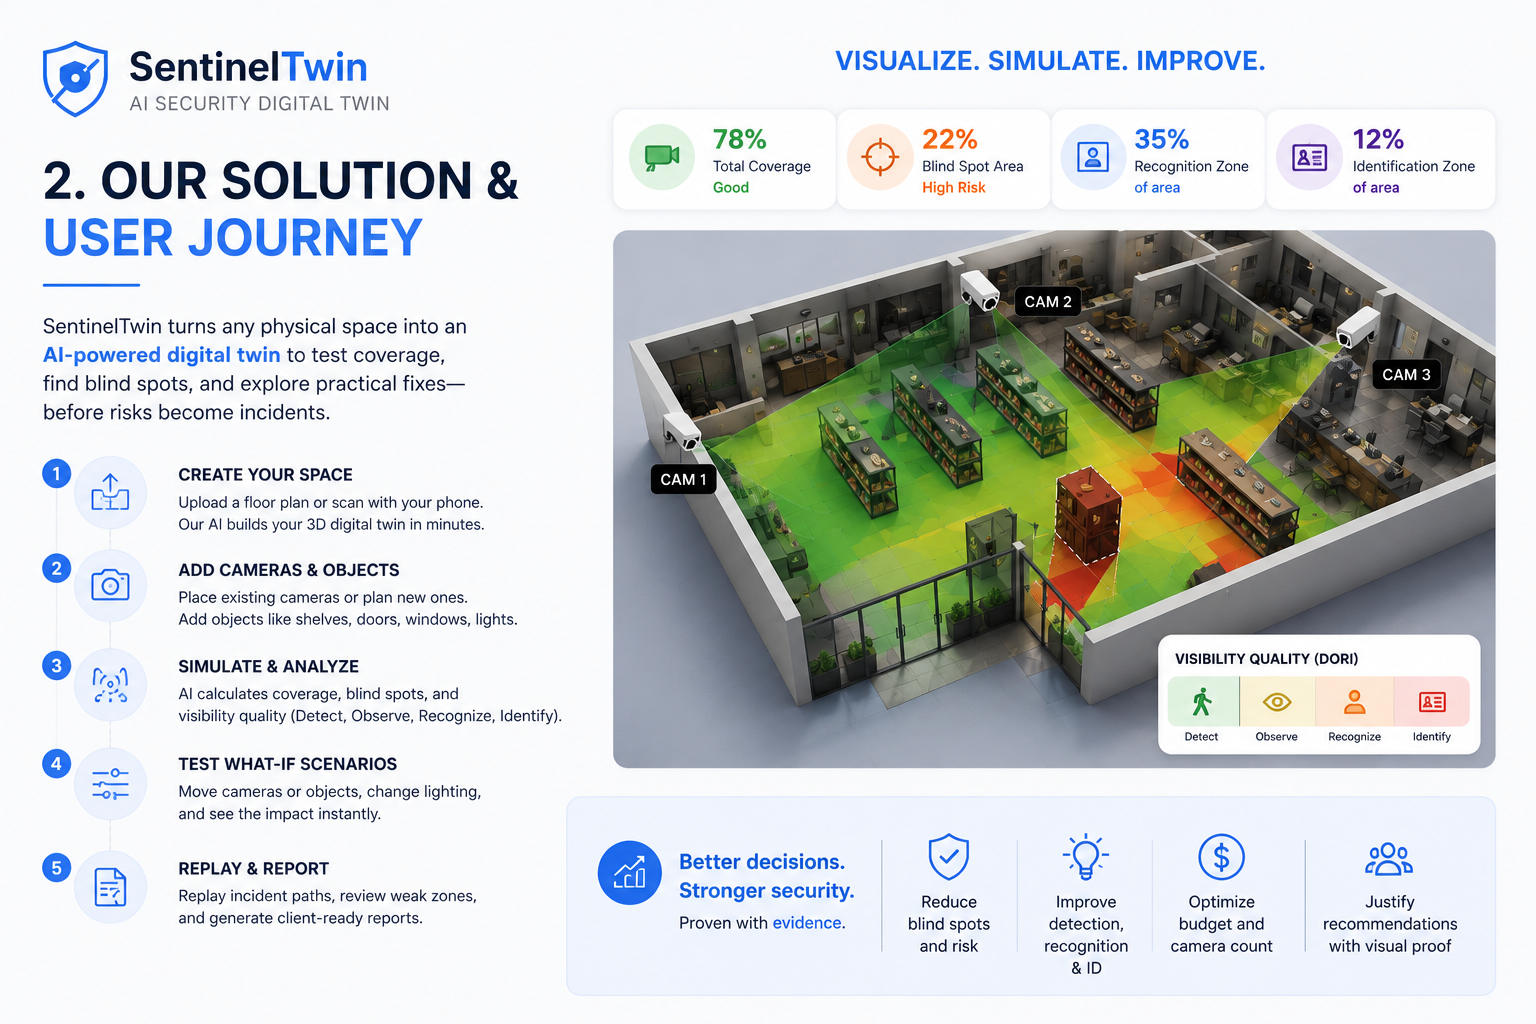 SentinelTwin
AI SECURITY DIGITAL TWIN
2. OUR SOLUTION &
USER JOURNEY
SentinelTwin turns any physical space into an
AI-powered digital twin to test coverage,
find blind spots, and explore practical fixes—
before risks become incidents.
1
CREATE YOUR SPACE
Upload a floor plan or scan with your phone.
Our AI builds your 3D digital twin in minutes.
2
ADD CAMERAS & OBJECTS
Place existing cameras or plan new ones.
Add objects like shelves, doors, windows, lights.
3
SIMULATE & ANALYZE
AI calculates coverage, blind spots, and
visibility quality (Detect, Observe, Recognize, Identify).
4
TEST WHAT-IF SCENARIOS
Move cameras or objects, change lighting,
and see the impact instantly.
5
REPLAY & REPORT
Replay incident paths, review weak zones,
and generate client-ready reports.
VISUALIZE. SIMULATE. IMPROVE.
78%
Total Coverage
Good
22%
Blind Spot Area
High Risk
35%
Recognition Zone
of area
12%
Identification Zone
of area
CAM 1
CAM 2
CAM 3
VISIBILITY QUALITY (DORI)
Detect
Observe
Recognize
Identify
Better decisions.
Stronger security.
Proven with evidence.
Reduce
blind spots
and risk
Improve
detection,
recognition
& ID
$
Optimize
budget and
camera count
Justify
recommendations
with visual proof